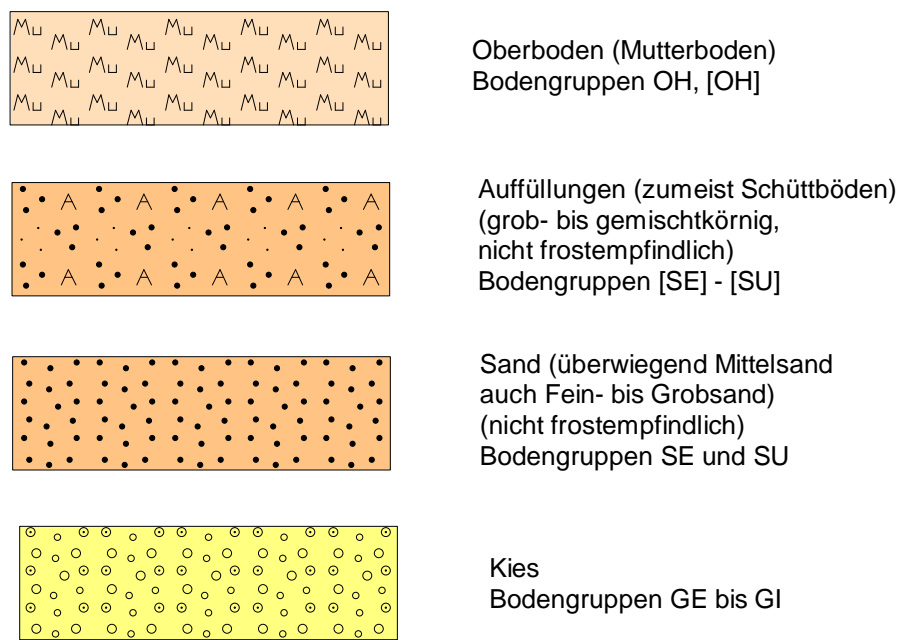 Oberboden (Mutterboden)
Bodengruppen OH, [OH]
Auffüllungen (zumeist Schüttböden)
(grob- bis gemischtkörnig,
nicht frostempfindlich)
Bodengruppen [SE] - [SU]
Sand (überwiegend Mittelsand
auch Fein- bis Grobsand)
(nicht frostempfindlich)
Bodengruppen SE und SU
Kies
Bodengruppen GE bis GI